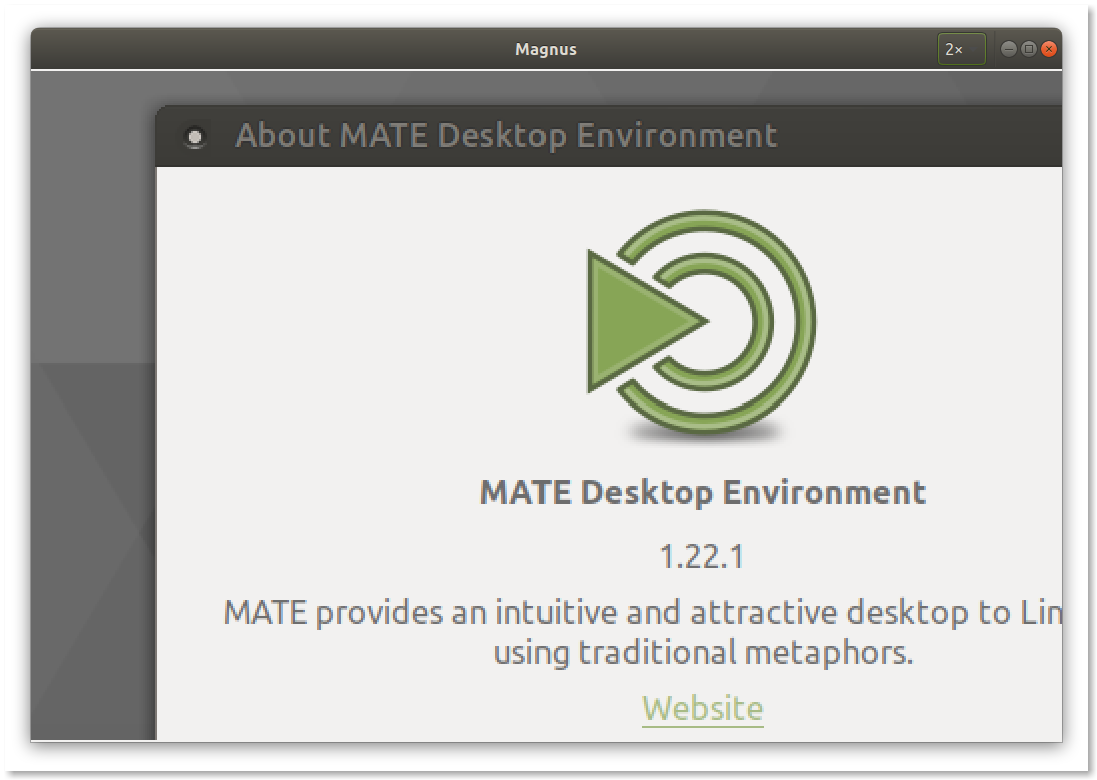 Magnus
2×
About MATE Desktop Environment
MATE Desktop Environment
1.22.1
MATE provides an intuitive and attractive desktop to Lin
using traditional metaphors.
Website